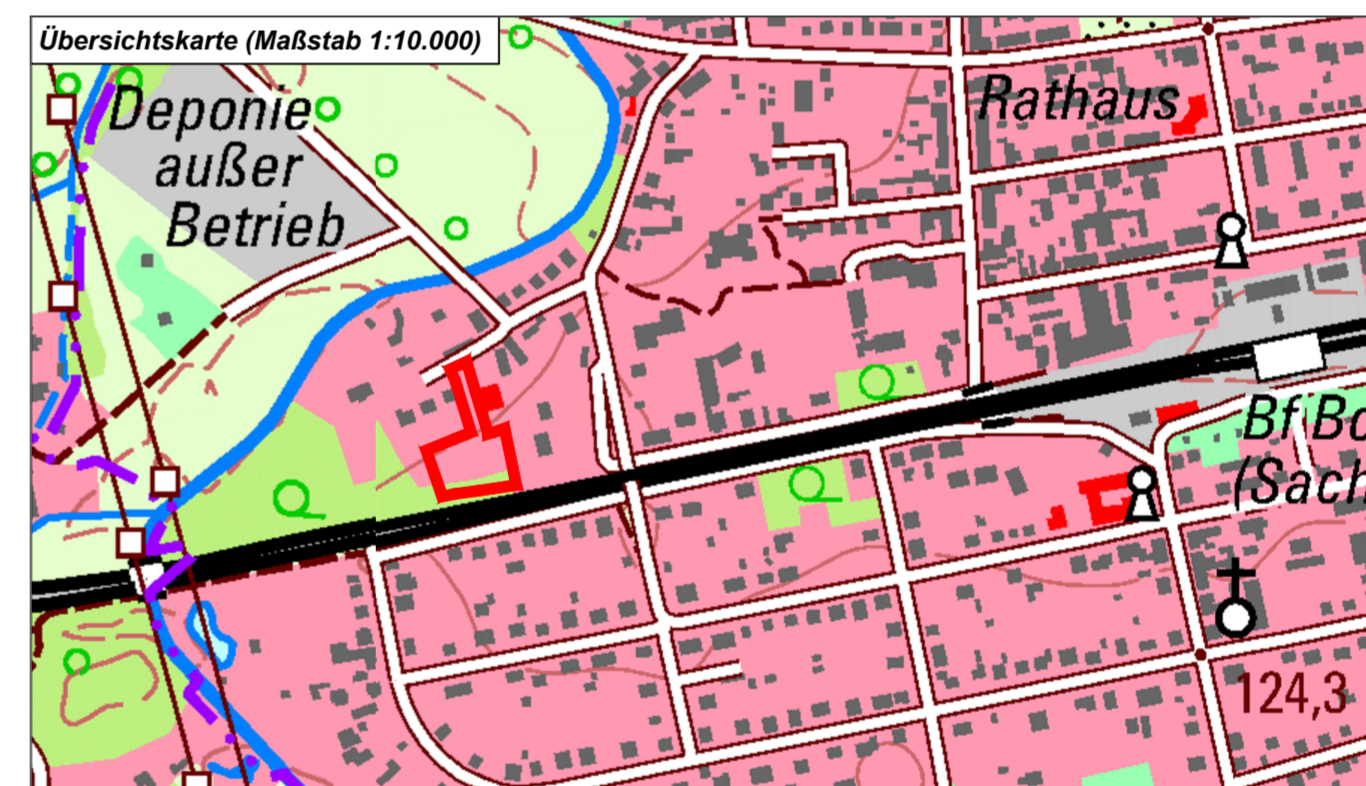 Übersichtskarte (Maßstab 1:10.000)
Deponie
außer
Betrieb
Rathaus
Bf Bo
(Sach
124,3